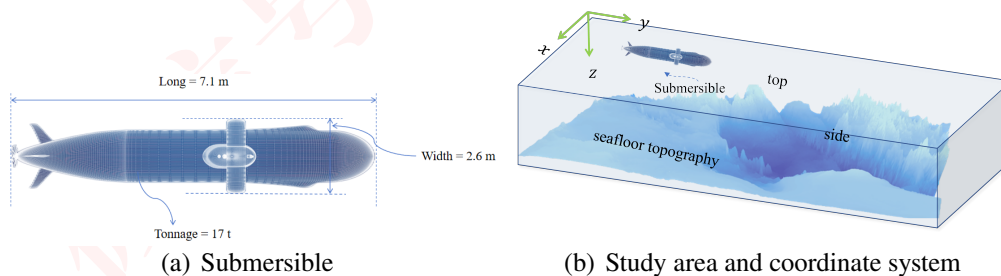 Long = 7.1 m
Width = 2.6 m
Tonnage = 17 t
(a) Submersible
x
y
z
top
Submersible
side
seafloor topography
(b) Study area and coordinate system